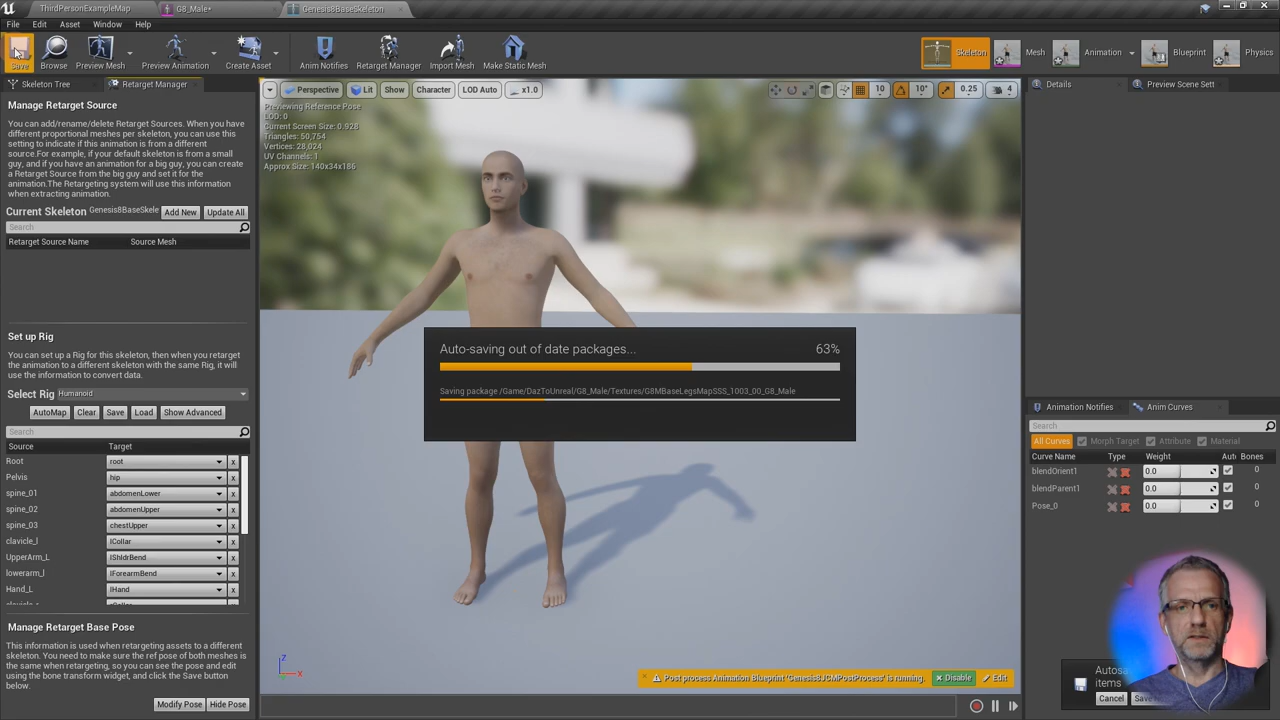 ThirdPersonExampleMap
G8_Male*
Genesis8BaseSkeleton
File Edit Asset Window Help
Save
Browse
Preview Mesh
Preview Animation
Create Asset
Anim Notifies
Retarget Manager
Import Mesh
Make Static Mesh
Skeleton
Mesh
Animation
Blueprint
Physics
Skeleton Tree
Retarget Manager
Manage Retarget Source
You can add/rename/delete Retarget Sources. When you have
different proportional meshes per skeleton, you can use this
setting to indicate if this animation is from a different
source.For example, if your default skeleton is from a small
guy, and if you have an animation for a big guy, you can create
a Retarget Source from the big guy and set it for the
animation.The Retargeting system will use this information
when extracting animation.
Current Skeleton Genesis8BaseSkele Add New Update All
Search
Retarget Source Name Source Mesh
Set up Rig
You can set up a Rig for this skeleton, then when you retarget
the animation to a different skeleton with the same Rig, it will
use the information to convert data.
Select Rig Humanoid
AutoMap Clear Save Load Show Advanced
Search
Source Target
Root root x
Pelvis hip x
spine_01 abdomenLower x
spine_02 abdomenUpper x
spine_03 chestUpper x
clavicle_l lCollar x
UpperArm_L lShldrBend x
lowerarm_l lForearmBend x
Hand_L lHand x
Manage Retarget Base Pose
This information is used when retargeting assets to a different
skeleton. You need to make sure the ref pose of both meshes is
the same when retargeting, so you can see the pose and edit
using the bone transform widget, and click the Save button
below.
Modify Pose Hide Pose
Perspective Lit Show Character LOD Auto x1.0
10 10° 0.25 4
Previewing Reference Pose
LOD: 0
Current Screen Size: 0.928
Triangles: 50,754
Vertices: 28,024
UV Channels: 1
Approx Size: 140x34x186
Auto-saving out of date packages... 63%
Saving package /Game/DazToUnreal/G8_Male/Textures/G8MBaseLegsMapSSS_1003_00_G8_Male
Z
X
Post process Animation Blueprint 'Genesis8JCMPostProcess' is running. Disable Edit
Details
Preview Scene Sett
Animation Notifies
Anim Curves
Search
All Curves Morph Target Attribute Material
Curve Name Type Weight Aut Bones
blendOrient1 0.0 0
blendParent1 0.0 0
Pose_0 0.0 0
Autosa
items
Cancel